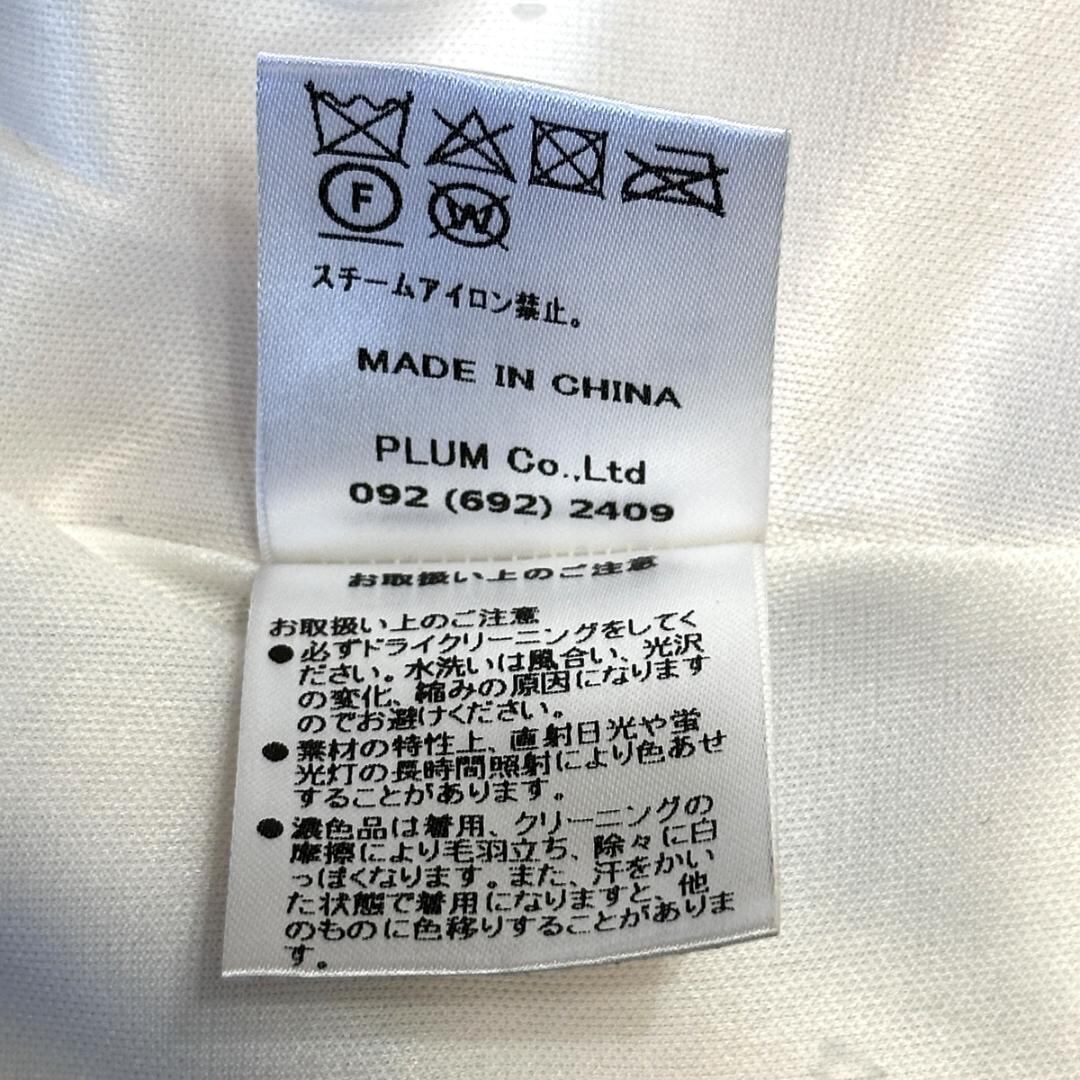 F W
スチームアイロン禁止。
MADE IN CHINA
PLUM Co.,Ltd
092 (692) 2409
お取扱い上のご注意
お取扱い上のご注意
●必ずドライクリーニングをしてく
ださい。水洗いは風合い、光沢
の変化、縮みの原因になります
のでお避けください。
●素材の特性上、直射日光や蛍
光灯の長時間照射により色あせ
することがあります。
●濃色品は着用、クリーニングの
摩擦により毛羽立ち、除々に白
っぽくなります。また、汗をかい
た状態で着用になりますと、他
のものに色移りすることがありま
す。